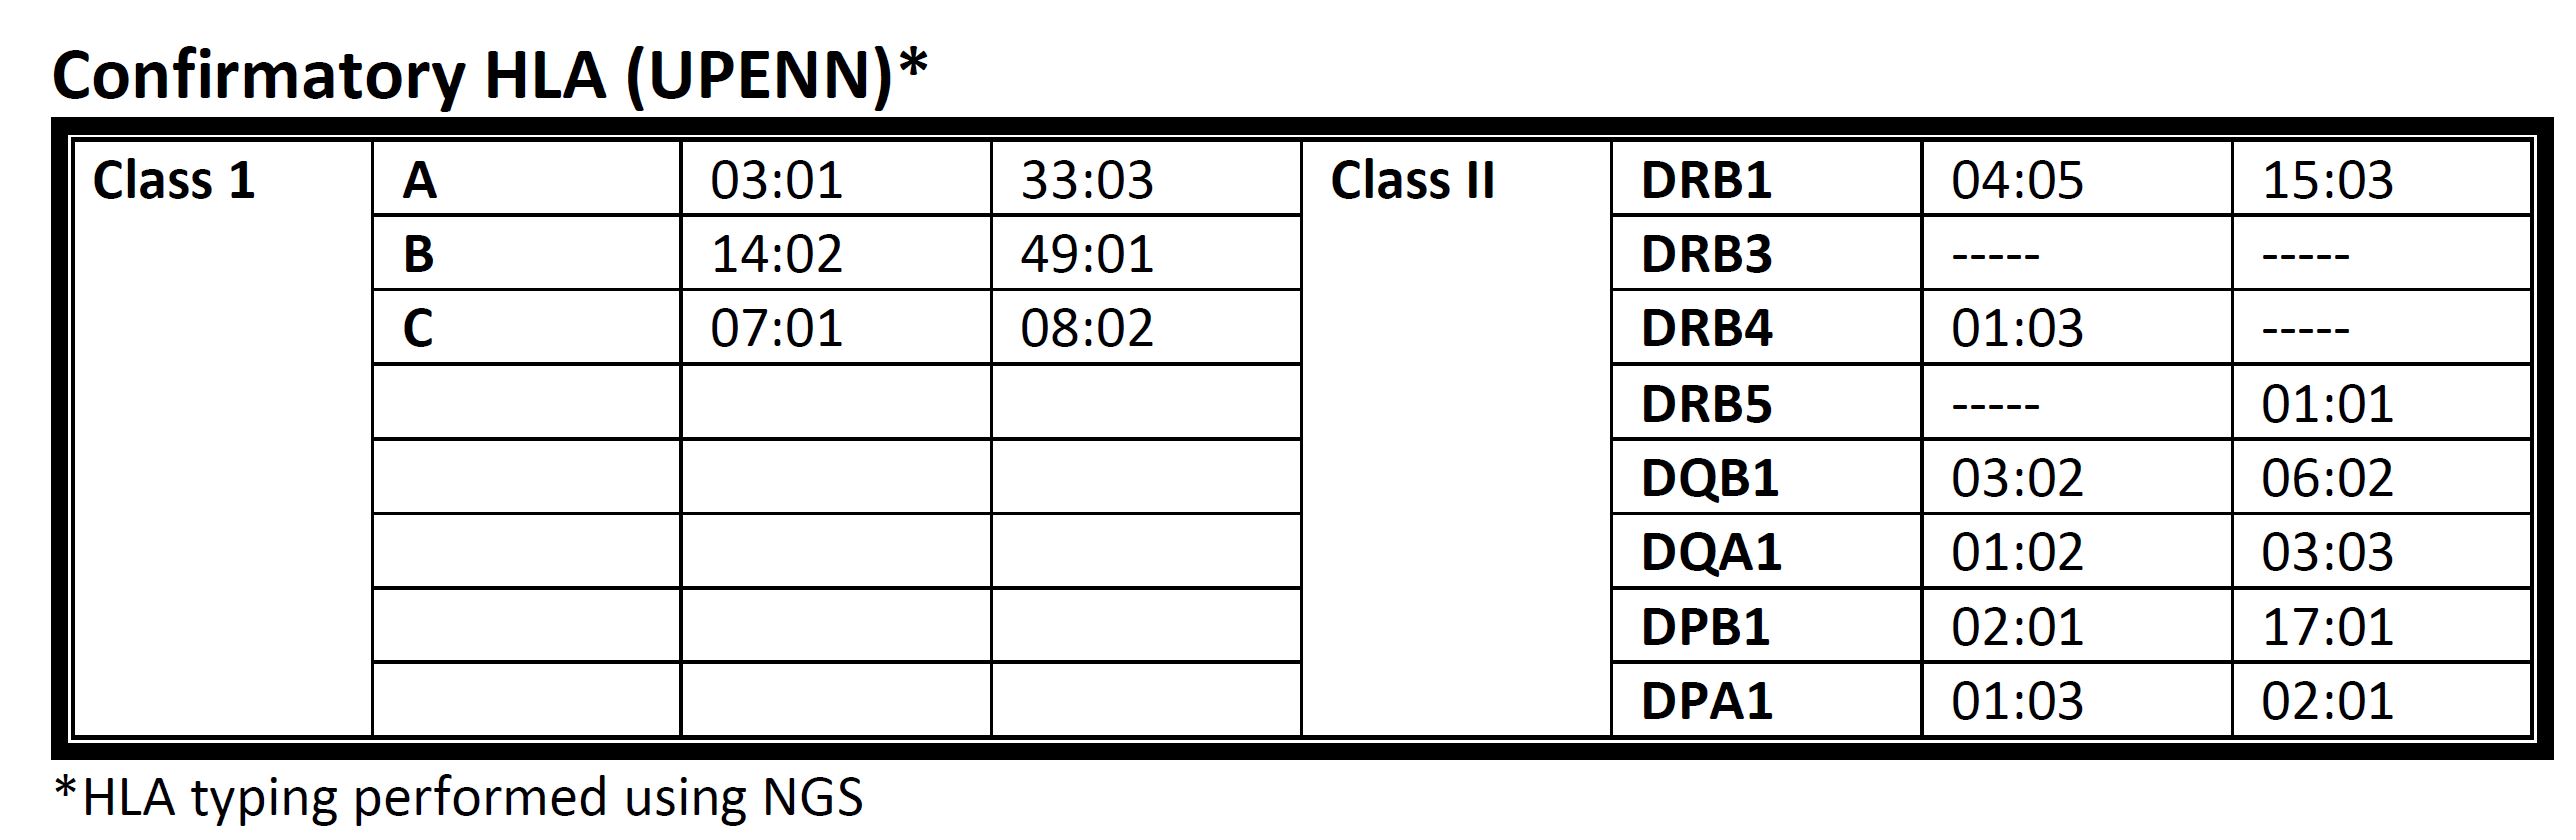 Confirmatory HLA (UPENN)*
Class 1 A 03:01 33:03 Class II DRB1 04:05 15:03
B 14:02 49:01 DRB3 ----- -----
C 07:01 08:02 DRB4 01:03 -----
DRB5 ----- 01:01
DQB1 03:02 06:02
DQA1 01:02 03:03
DPB1 02:01 17:01
DPA1 01:03 02:01
*HLA typing performed using NGS